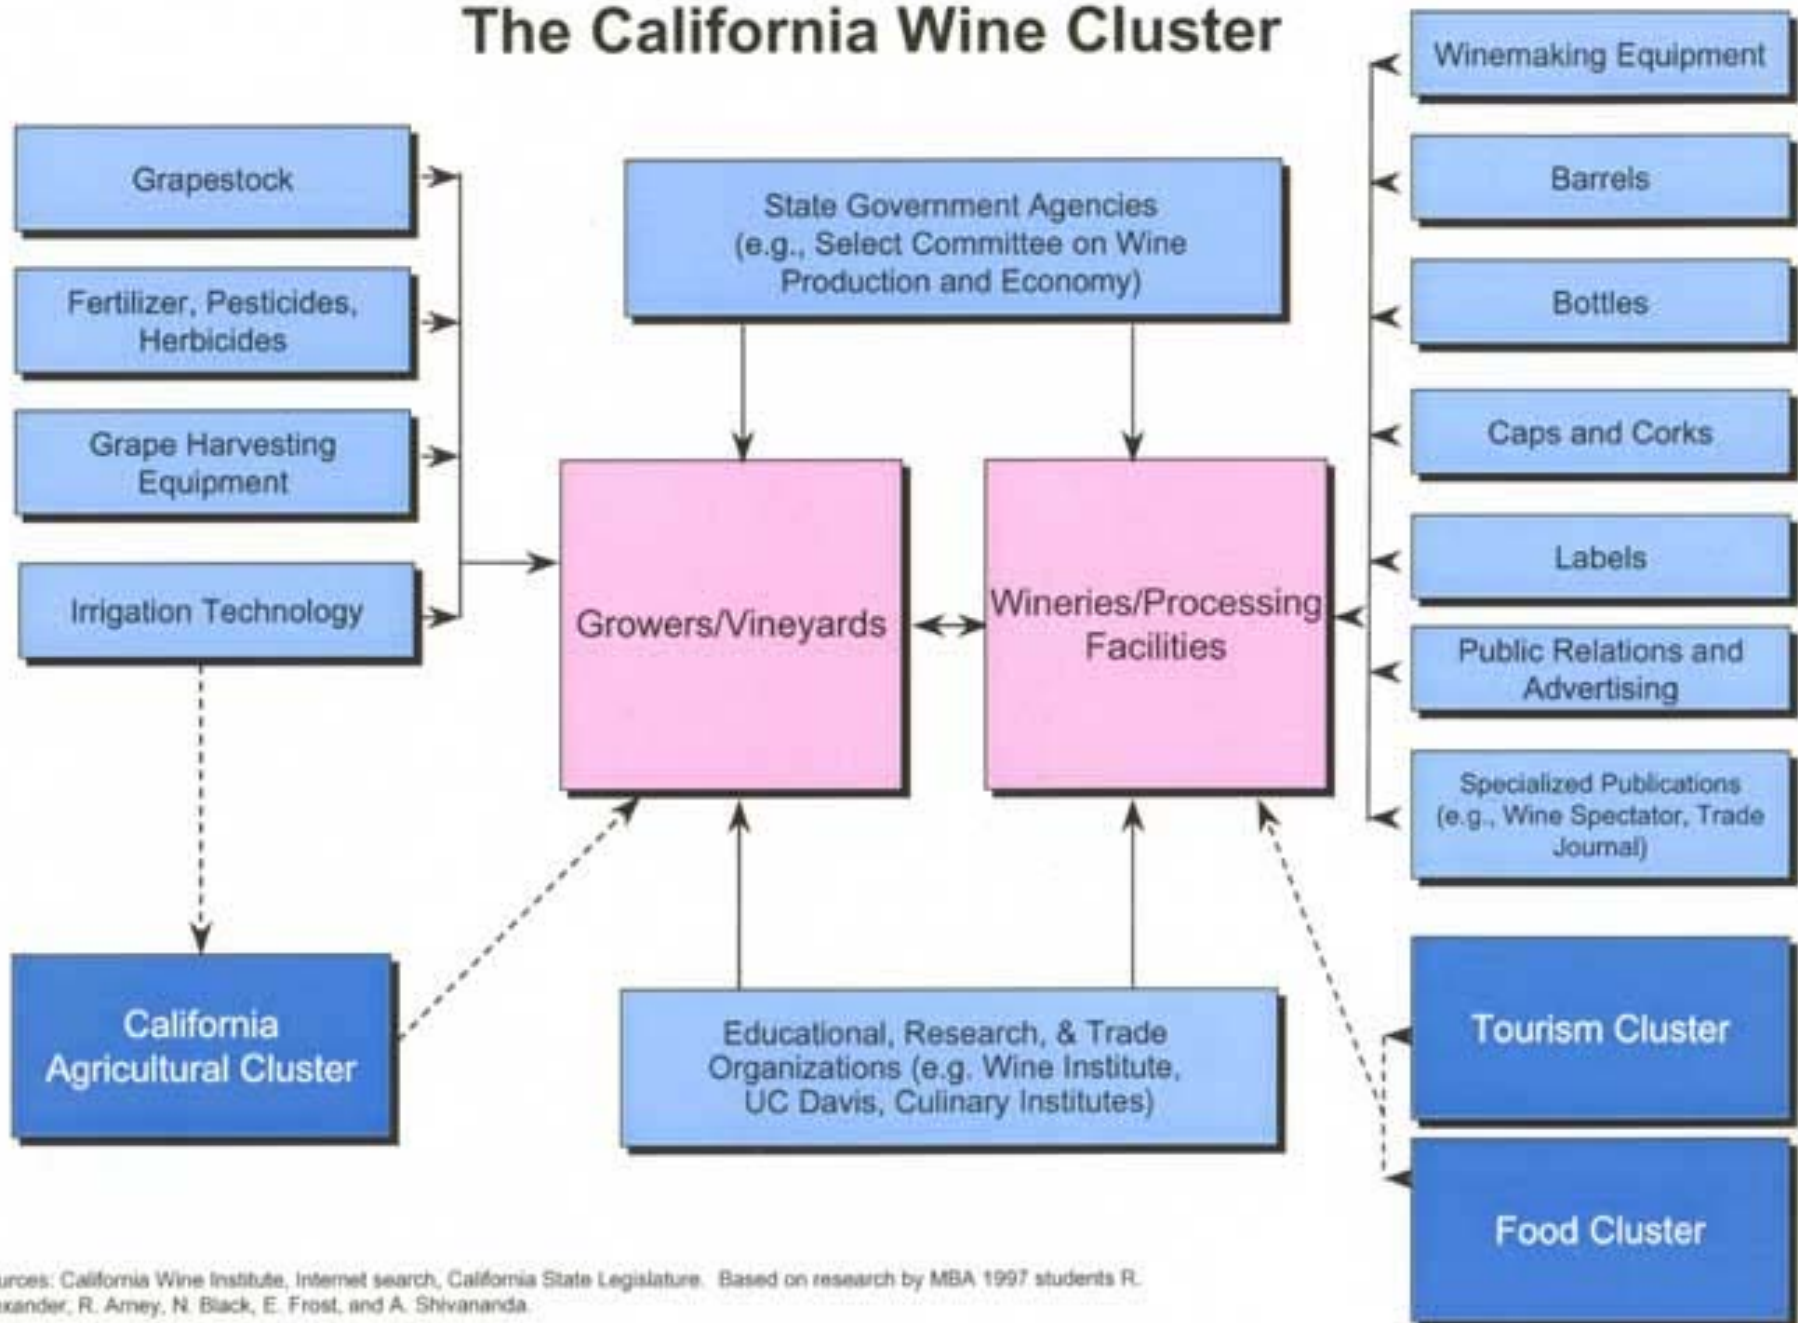 The California Wine Cluster
Grapestock
Fertilizer, Pesticides,
Herbicides
Grape Harvesting
Equipment
Irrigation Technology
California
Agricultural Cluster
State Government Agencies
(e.g., Select Committee on Wine
Production and Economy)
Growers/Vineyards
Wineries/Processing
Facilities
Educational, Research, & Trade
Organizations (e.g. Wine Institute,
UC Davis, Culinary Institutes)
Winemaking Equipment
Barrels
Bottles
Caps and Corks
Labels
Public Relations and
Advertising
Specialized Publications
(e.g., Wine Spectator, Trade
Journal)
Tourism Cluster
Food Cluster
urces: California Wine Institute, Internet search, California State Legislature. Based on research by MBA 1997 students R.
exander, R. Arney, N. Black, E. Frost, and A. Shivananda.